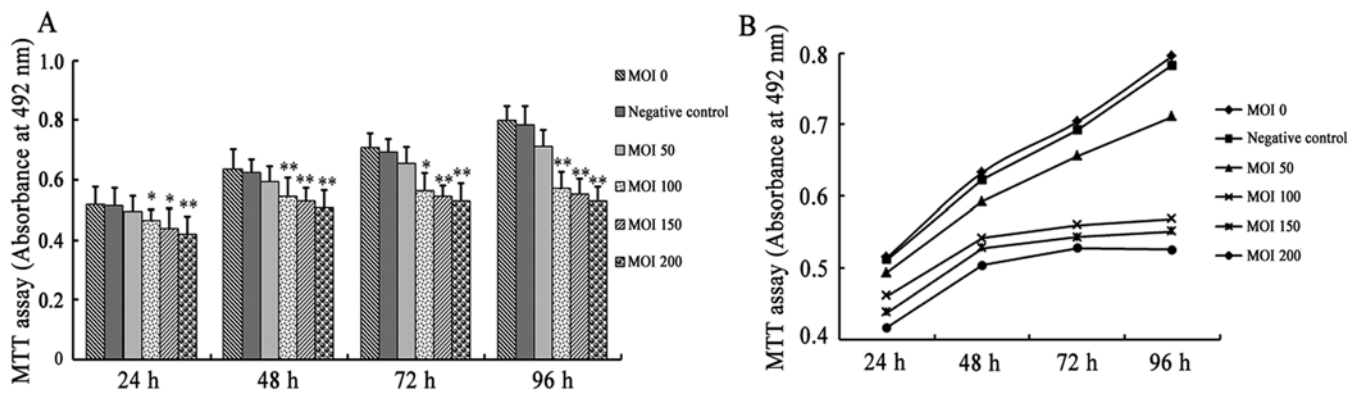 A
MTT assay (Absorbance at 492 nm)
1.0
0.8
0.6
0.4
0.2
0
* * **
** ** **
* ** **
** ** **
24 h 48 h 72 h 96 h
MOI 0
Negative control
MOI 50
MOI 100
MOI 150
MOI 200
B
MTT assay (Absorbance at 492 nm)
0.8
0.7
0.6
0.5
0.4
24 h 48 h 72 h 96 h
MOI 0
Negative control
MOI 50
MOI 100
MOI 150
MOI 200